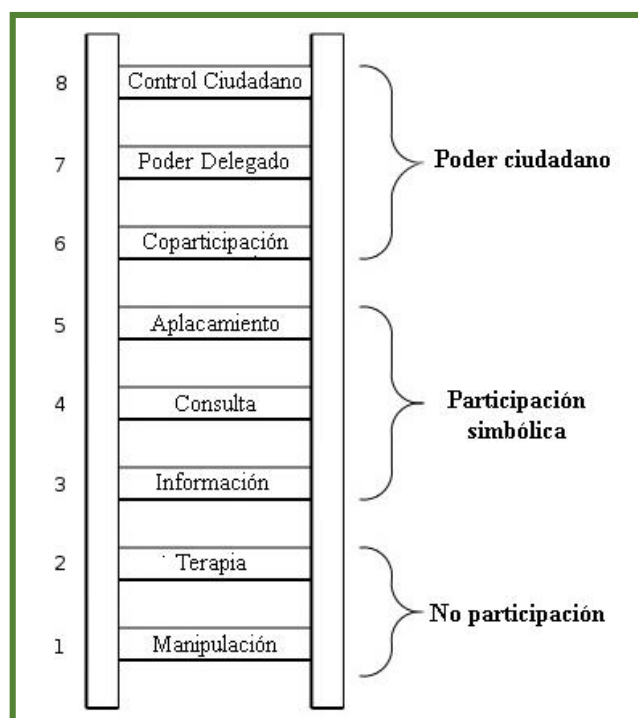 8 Control Ciudadano
7 Poder Delegado
Poder ciudadano
6 Coparticipación
5 Aplacamiento
4 Consulta
Participación
simbólica
3 Información
2 Terapia
No participación
1 Manipulación